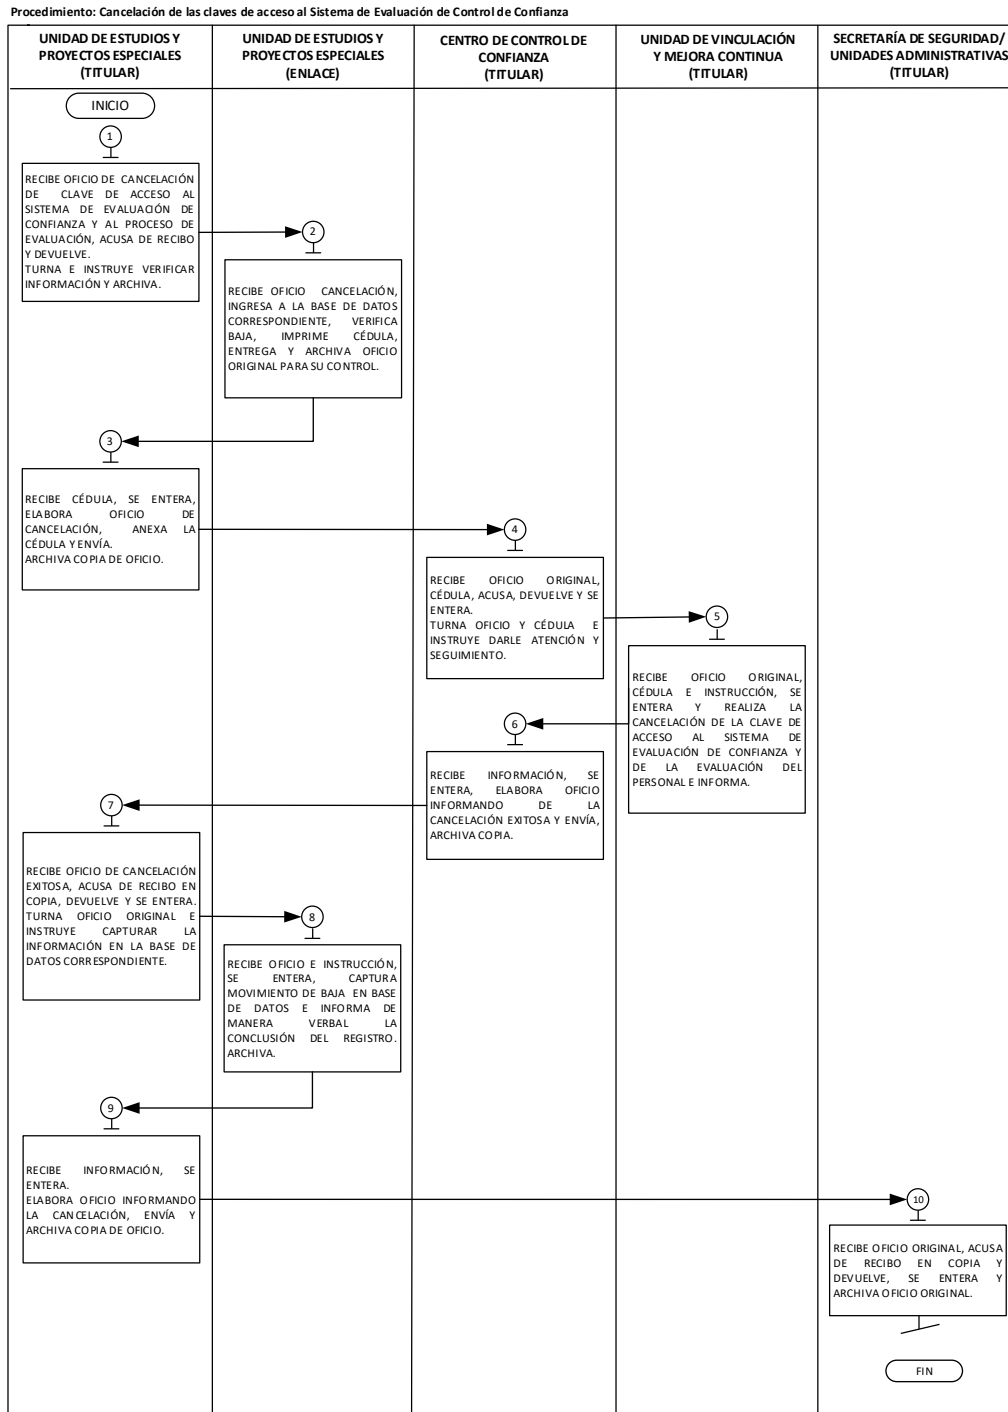 Procedimiento: Cancelación de las claves de acceso al Sistema de Evaluación de Control de Confianza
UNIDAD DE ESTUDIOS Y
PROYECTOS ESPECIALES
(TITULAR)
UNIDAD DE ESTUDIOS Y
PROYECTOS ESPECIALES
(ENLACE)
CENTRO DE CONTROL DE
CONFIANZA
(TITULAR)
UNIDAD DE VINCULACIÓN
Y MEJORA CONTINUA
(TITULAR)
SECRETARÍA DE SEGURIDAD/
UNIDADES ADMINISTRATIVAS
(TITULAR)
INICIO
1
RECIBE OFICIO DE CANCELACIÓN
DE CLAVE DE ACCESO AL
SISTEMA DE EVALUACIÓN DE
CONFIANZA Y AL PROCESO DE
EVALUACIÓN, ACUSA DE RECIBO
Y DEVUELVE.
TURNA E INSTRUYE VERIFICAR
INFORMACIÓN Y ARCHIVA.
2
RECIBE OFICIO CANCELACIÓN,
INGRESA A LA BASE DE DATOS
CORRESPONDIENTE, VERIFICA
BAJA, IMPRIME CÉDULA,
ENTREGA Y ARCHIVA OFICIO
ORIGINAL PARA SU CONTROL.
3
RECIBE CÉDULA, SE ENTERA,
ELABORA OFICIO DE
CANCELACIÓN, ANEXA LA
CÉDULA Y ENVÍA.
ARCHIVA COPIA DE OFICIO.
4
RECIBE OFICIO ORIGINAL,
CÉDULA, ACUSA, DEVUELVE Y SE
ENTERA.
TURNA OFICIO Y CÉDULA E
INSTRUYE DARLE ATENCIÓN Y
SEGUIMIENTO.
5
RECIBE OFICIO ORIGINAL,
CÉDULA E INSTRUCCIÓN, SE
ENTERA Y REALIZA LA
CANCELACIÓN DE LA CLAVE DE
ACCESO AL SISTEMA DE
EVALUACIÓN DE CONFIANZA Y
DE LA EVALUACIÓN DEL
PERSONAL E INFORMA.
6
RECIBE INFORMACIÓN, SE
ENTERA, ELABORA OFICIO
INFORMANDO DE LA
CANCELACIÓN EXITOSA Y ENVÍA,
ARCHIVA COPIA.
7
RECIBE OFICIO DE CANCELACIÓN
EXITOSA, ACUSA DE RECIBO EN
COPIA, DEVUELVE Y SE ENTERA.
TURNA OFICIO ORIGINAL E
INSTRUYE CAPTURAR LA
INFORMACIÓN EN LA BASE DE
DATOS CORRESPONDIENTE.
8
RECIBE OFICIO E INSTRUCCIÓN,
SE ENTERA, CAPTURA
MOVIMIENTO DE BAJA EN BASE
DE DATOS E INFORMA DE
MANERA VERBAL LA
CONCLUSIÓN DEL REGISTRO.
ARCHIVA.
9
RECIBE INFORMACIÓN, SE
ENTERA.
ELABORA OFICIO INFORMANDO
LA CANCELACIÓN, ENVÍA Y
ARCHIVA COPIA DE OFICIO.
10
RECIBE OFICIO ORIGINAL, ACUSA
DE RECIBO EN COPIA Y
DEVUELVE, SE ENTERA Y
ARCHIVA OFICIO ORIGINAL.
FIN